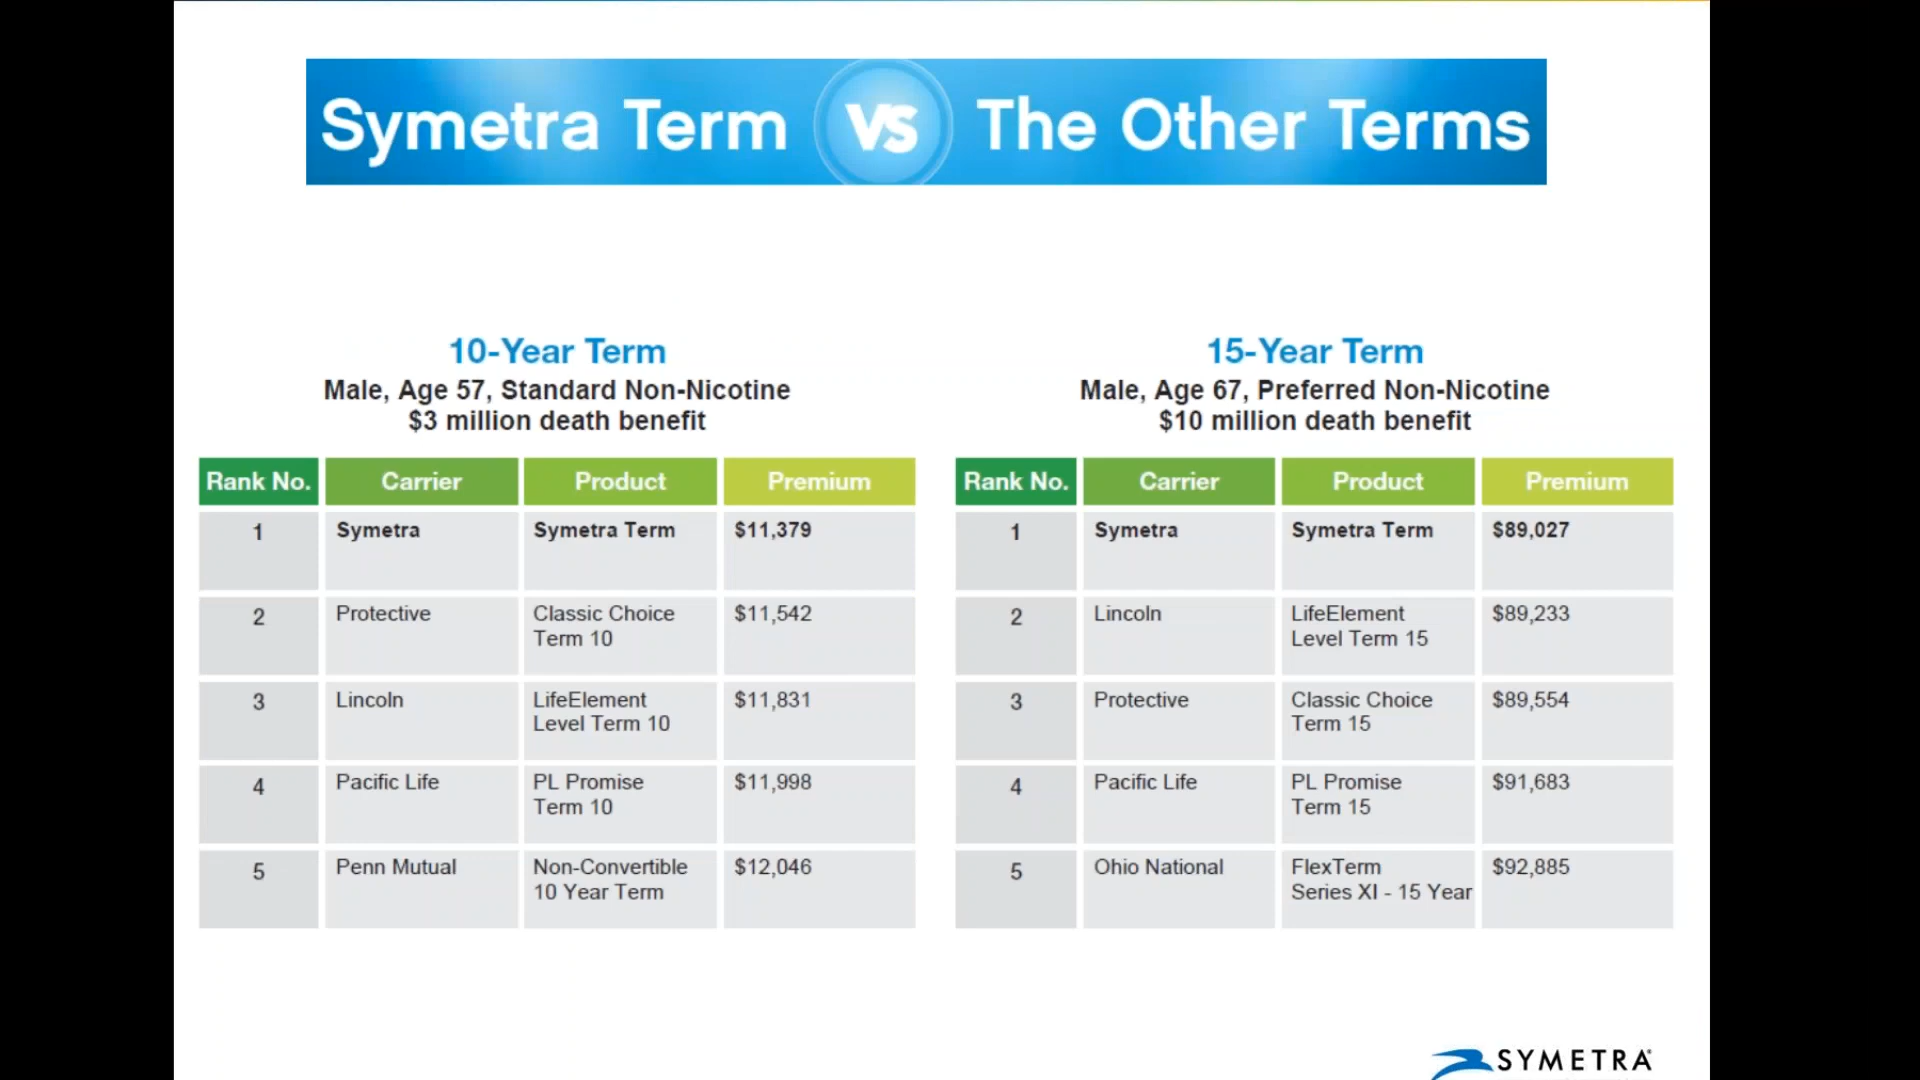 Symetra Term VS The Other Terms
10-Year Term
Male, Age 57, Standard Non-Nicotine
$3 million death benefit
Rank No. Carrier Product Premium
1 Symetra Symetra Term $11,379
2 Protective Classic Choice $11,542
Term 10
3 Lincoln LifeElement $11,831
Level Term 10
4 Pacific Life PL Promise $11,998
Term 10
5 Penn Mutual Non-Convertible $12,046
10 Year Term
15-Year Term
Male, Age 67, Preferred Non-Nicotine
$10 million death benefit
Rank No. Carrier Product Premium
1 Symetra Symetra Term $89,027
2 Lincoln LifeElement $89,233
Level Term 15
3 Protective Classic Choice $89,554
Term 15
4 Pacific Life PL Promise $91,683
Term 15
5 Ohio National FlexTerm $92,885
Series XI - 15 Year
SYMETRA®